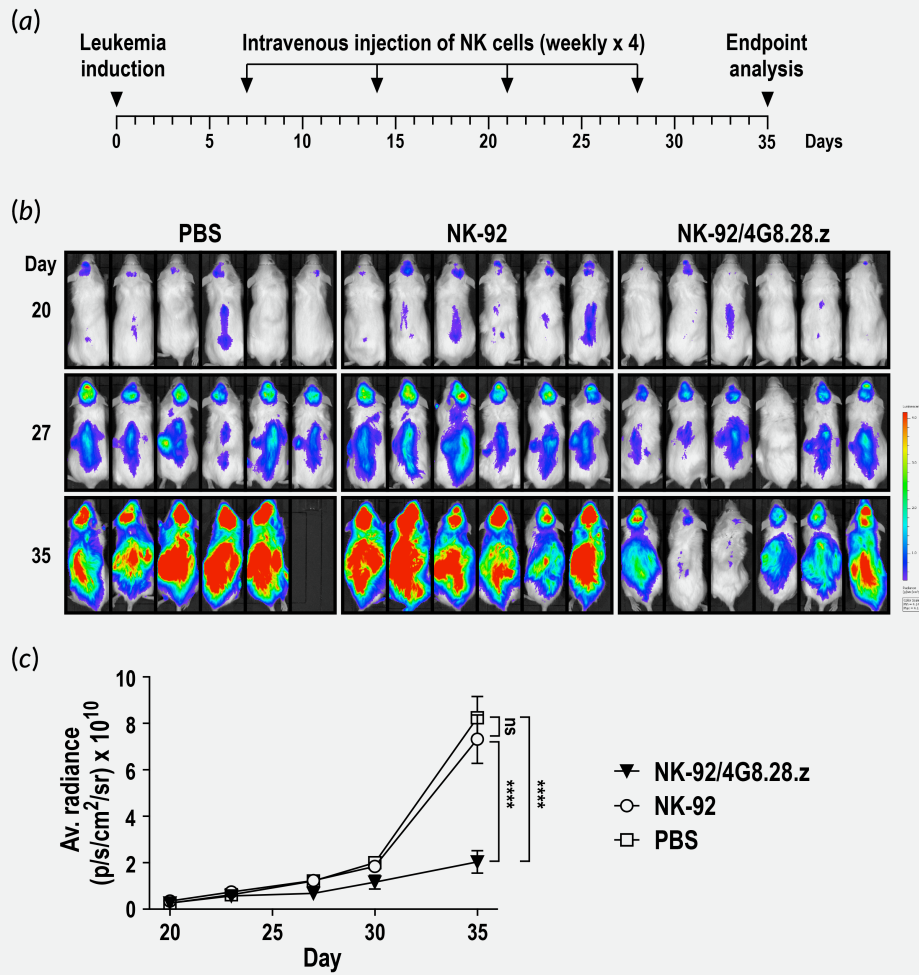 (a)
Leukemia
induction
Intravenous injection of NK cells (weekly x 4)
Endpoint
analysis
0 5 10 15 20 25 30 35 Days
(b)
PBS NK-92 NK-92/4G8.28.z
Day
20
27
35
(c)
Av. radiance
(p/s/cm²/sr) x 10¹⁰
10
8
6
4
2
0
20 25 30 35
Day
ns
****
****
NK-92/4G8.28.z
NK-92
PBS